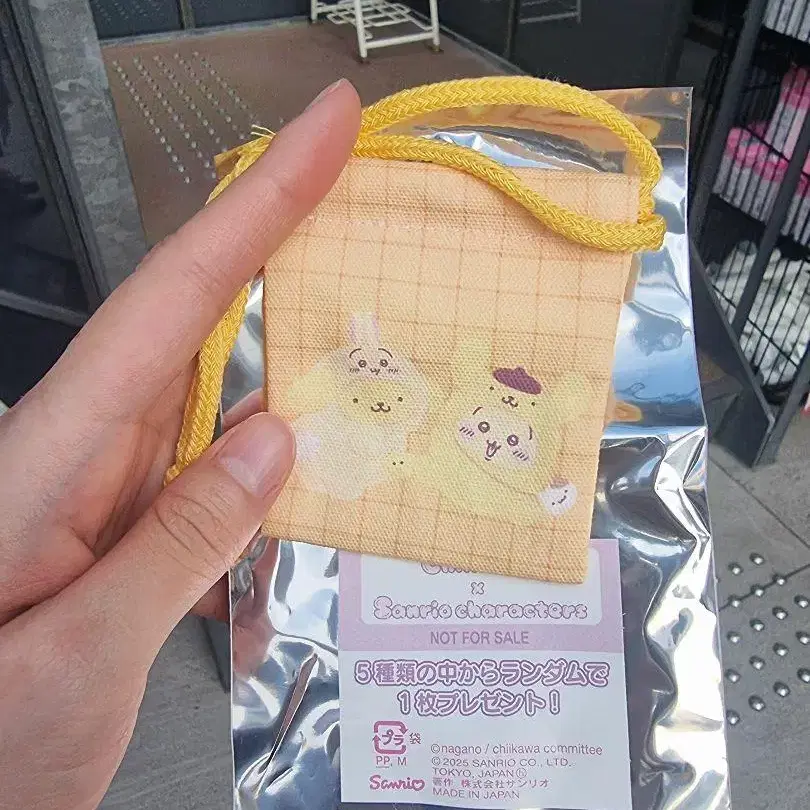 ×
Sanrio characters
NOT FOR SALE
5種類の中からランダムで
1枚プレゼント!
プラ 袋
PP, M
©nagano / chiikawa committee
©2025 SANRIO CO., LTD.
TOKYO, JAPAN Ⓝ
著作 株式会社サンリオ
Sanrio MADE IN JAPAN